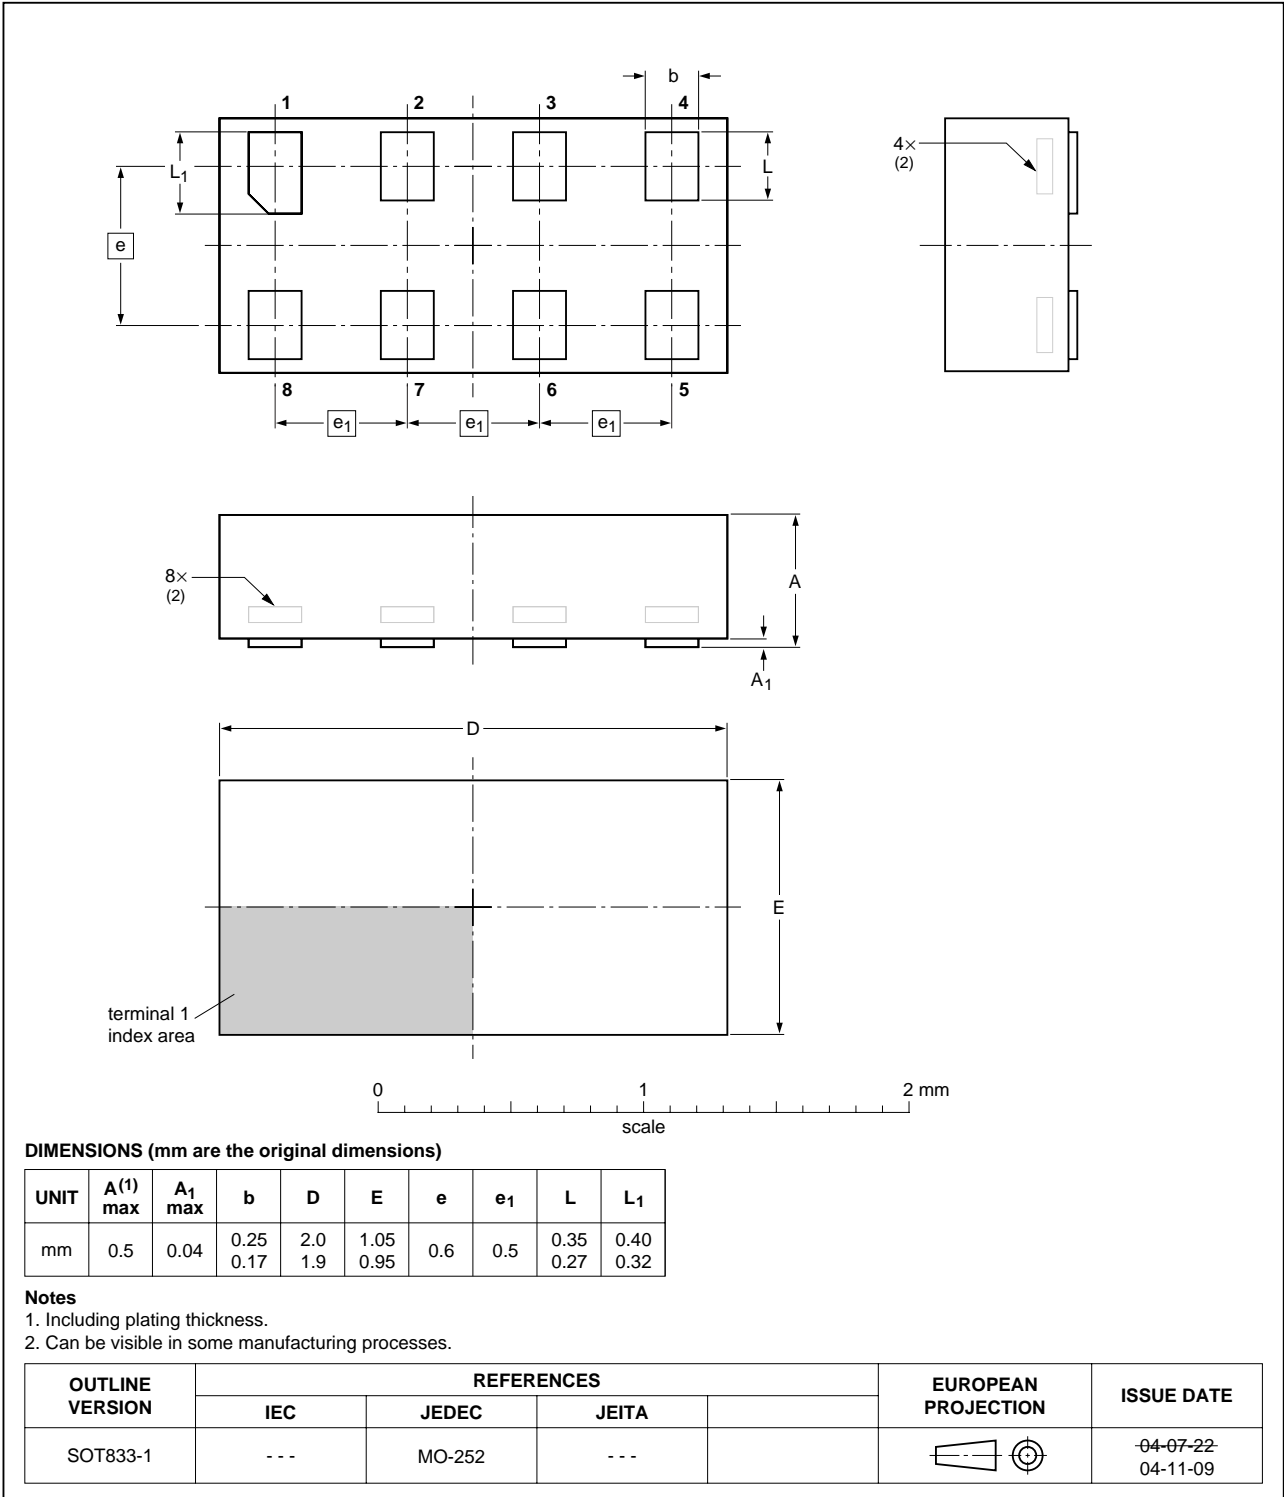 1 2 3 4
b
L1
L
e
8 7 6 5
e1 e1 e1
4×
(2)
8×
(2)
A
A1
D
E
terminal 1
index area
0 1 2 mm
scale
DIMENSIONS (mm are the original dimensions)
UNIT A(1) max A1 max b D E e e1 L L1
mm 0.5 0.04 0.25 0.17 2.0 1.9 1.05 0.95 0.6 0.5 0.35 0.27 0.40 0.32
Notes
1. Including plating thickness.
2. Can be visible in some manufacturing processes.
OUTLINE VERSION REFERENCES EUROPEAN PROJECTION ISSUE DATE
IEC JEDEC JEITA
SOT833-1 - - - MO-252 - - - 04-07-22
04-11-09